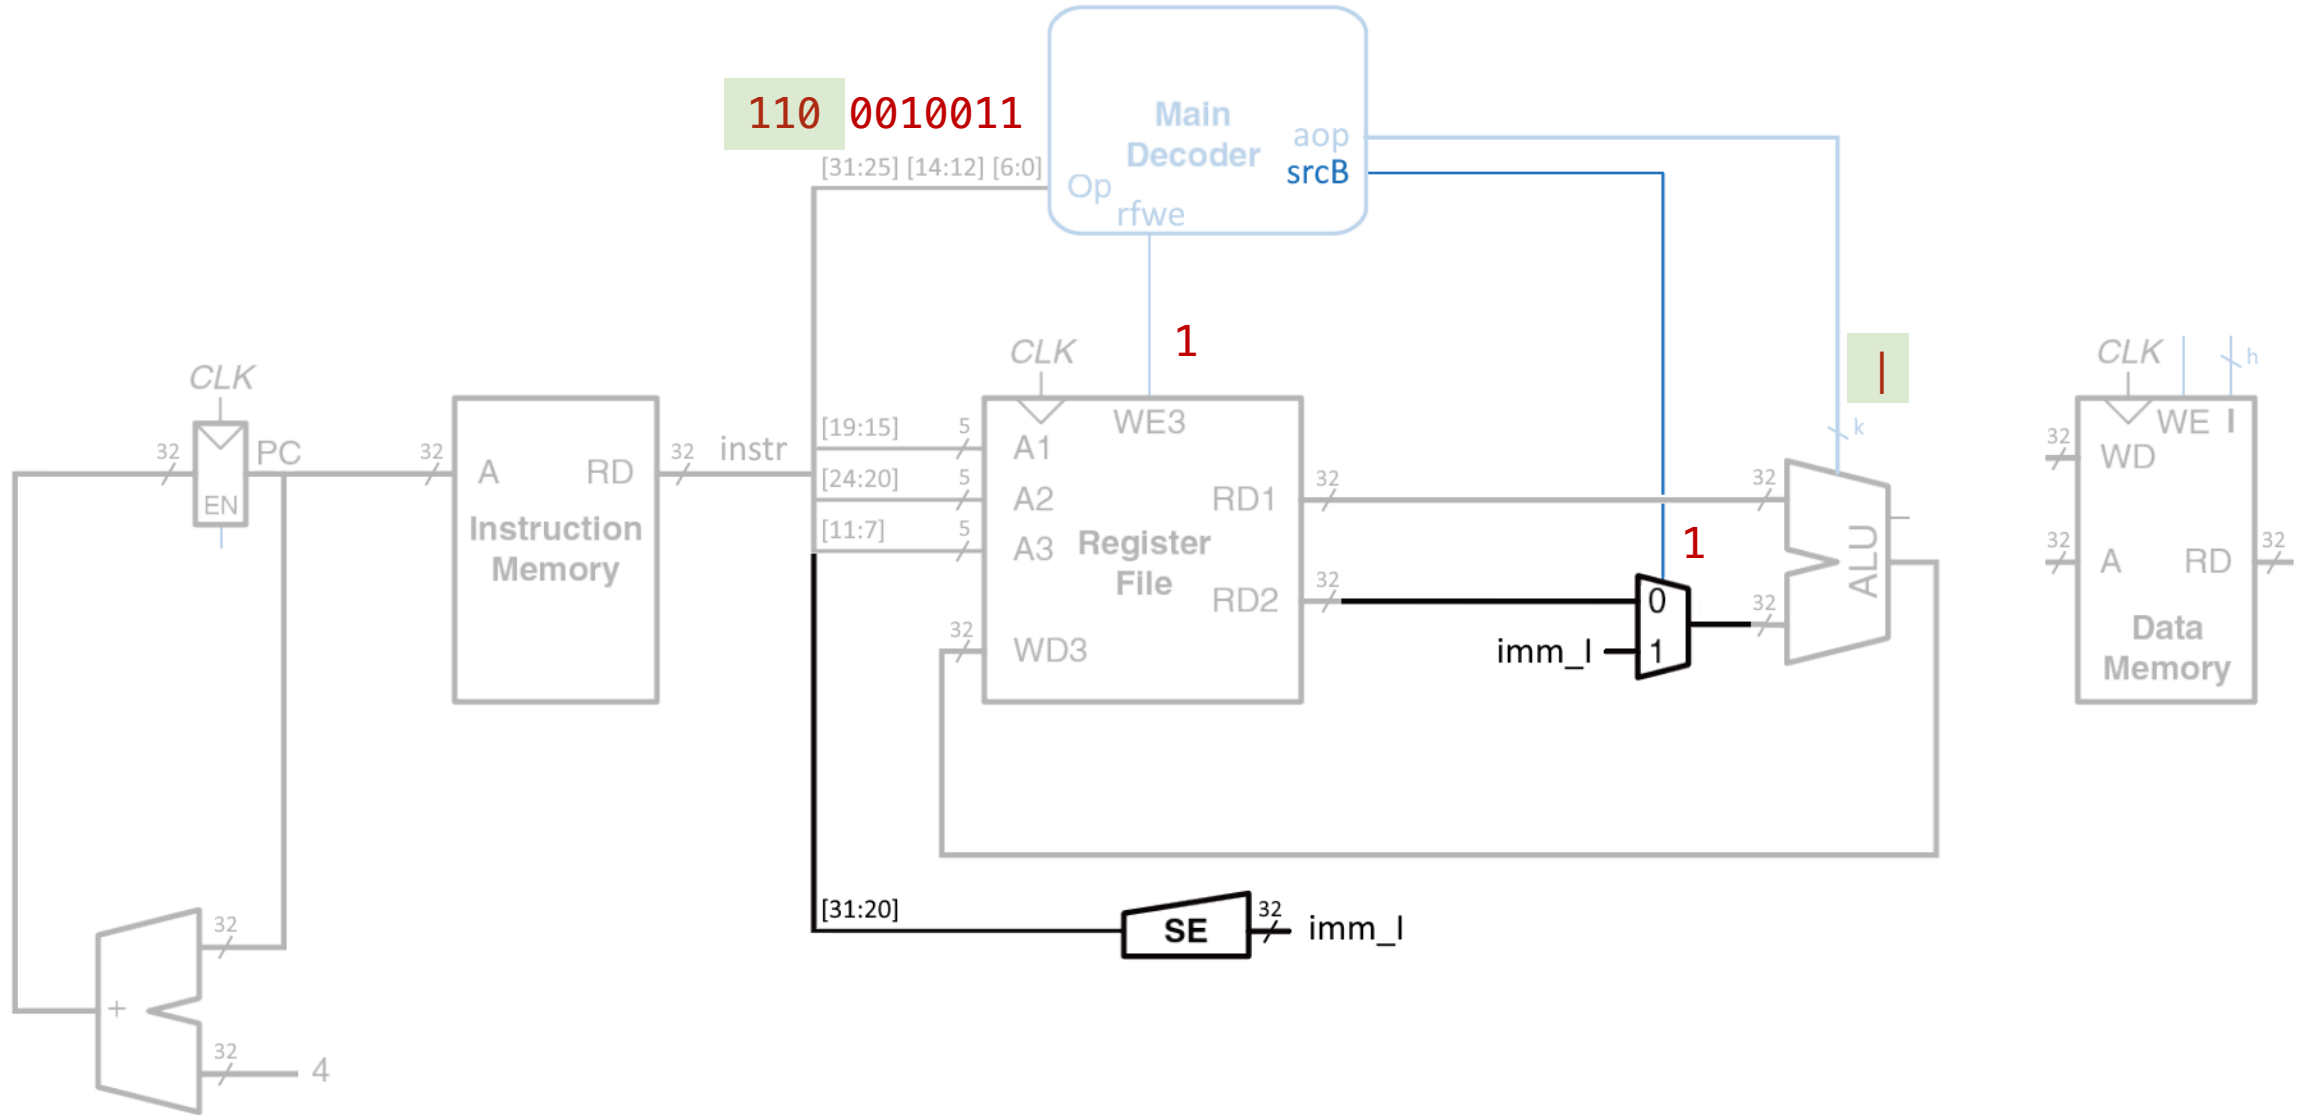 110 0010011
Main
Decoder
aop
srcB
Op
rfwe
[31:25] [14:12] [6:0]
1
|
CLK
32
PC
EN
32
A
RD
Instruction
Memory
32
instr
[19:15]
5
[24:20]
5
[11:7]
5
CLK
WE3
A1
A2
A3
Register
File
RD1
RD2
32
WD3
32
32
imm_I
0
1
1
32
32
k
ALU
CLK
h
WE
I
32
WD
32
A
RD
32
Data
Memory
[31:20]
SE
32
imm_I
32
+
32
4